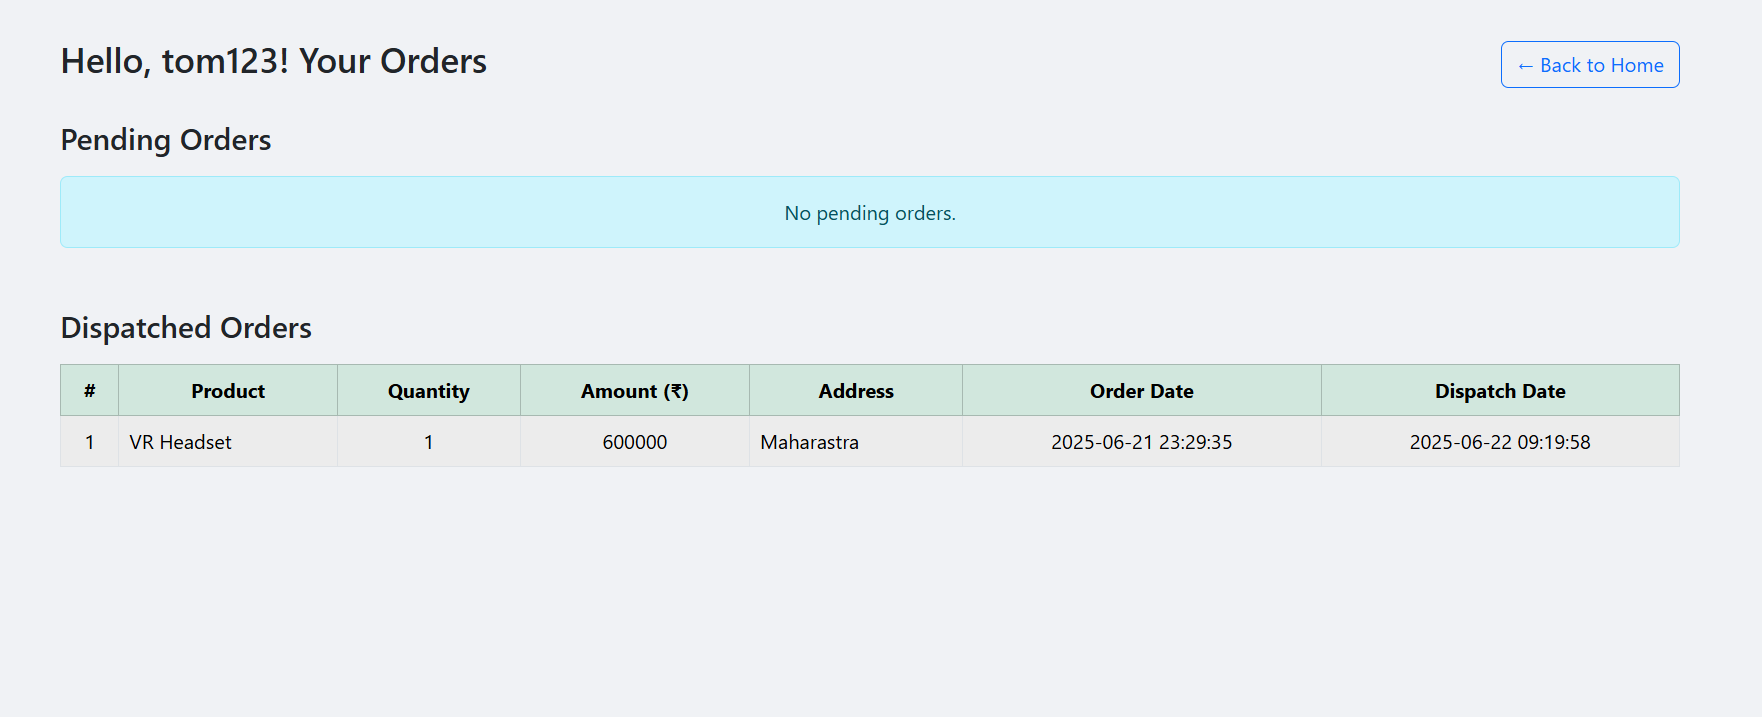 Hello, tom123! Your Orders
← Back to Home
Pending Orders
No pending orders.
Dispatched Orders
# Product Quantity Amount (₹) Address Order Date Dispatch Date
1 VR Headset 1 600000 Maharastra 2025-06-21 23:29:35 2025-06-22 09:19:58